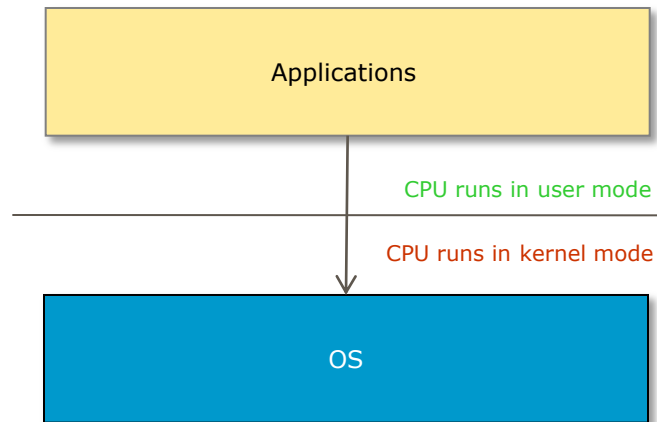 Applications
CPU runs in user mode
CPU runs in kernel mode
OS